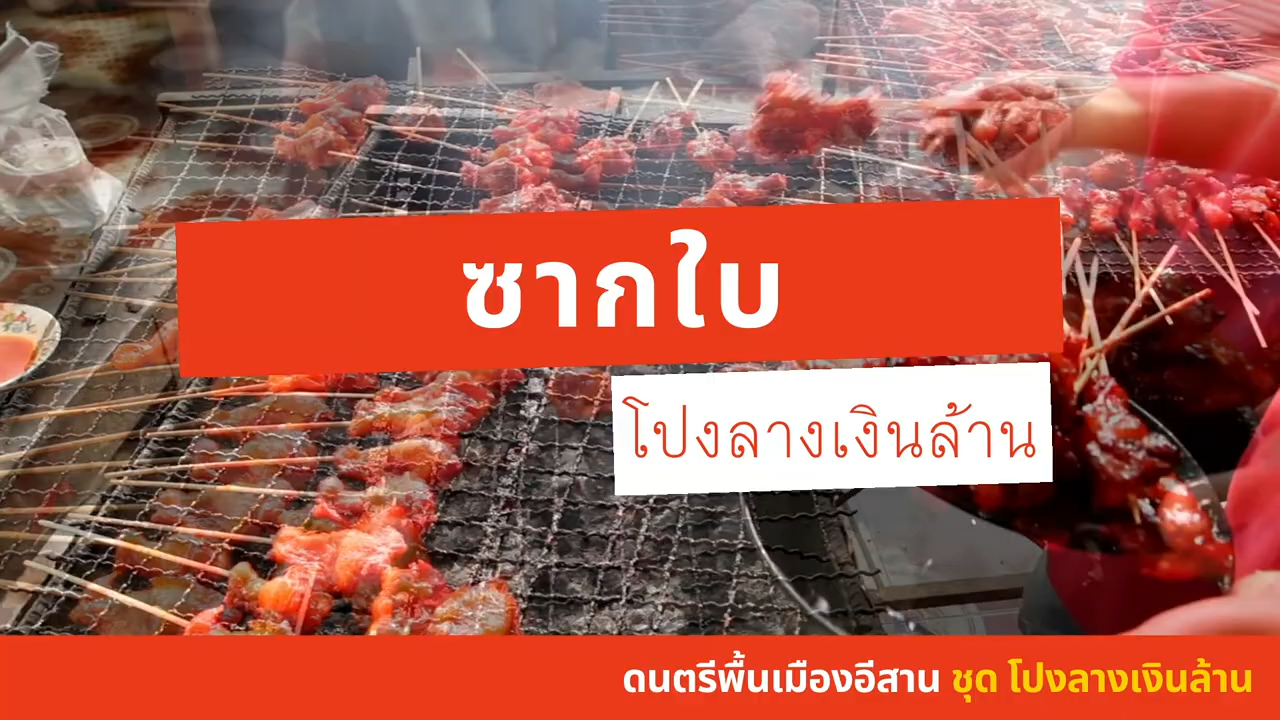 ซากใบ
โปงลางเงินล้าน
ดนตรีพื้นเมืองอีสาน ชุด โปงลางเงินล้าน